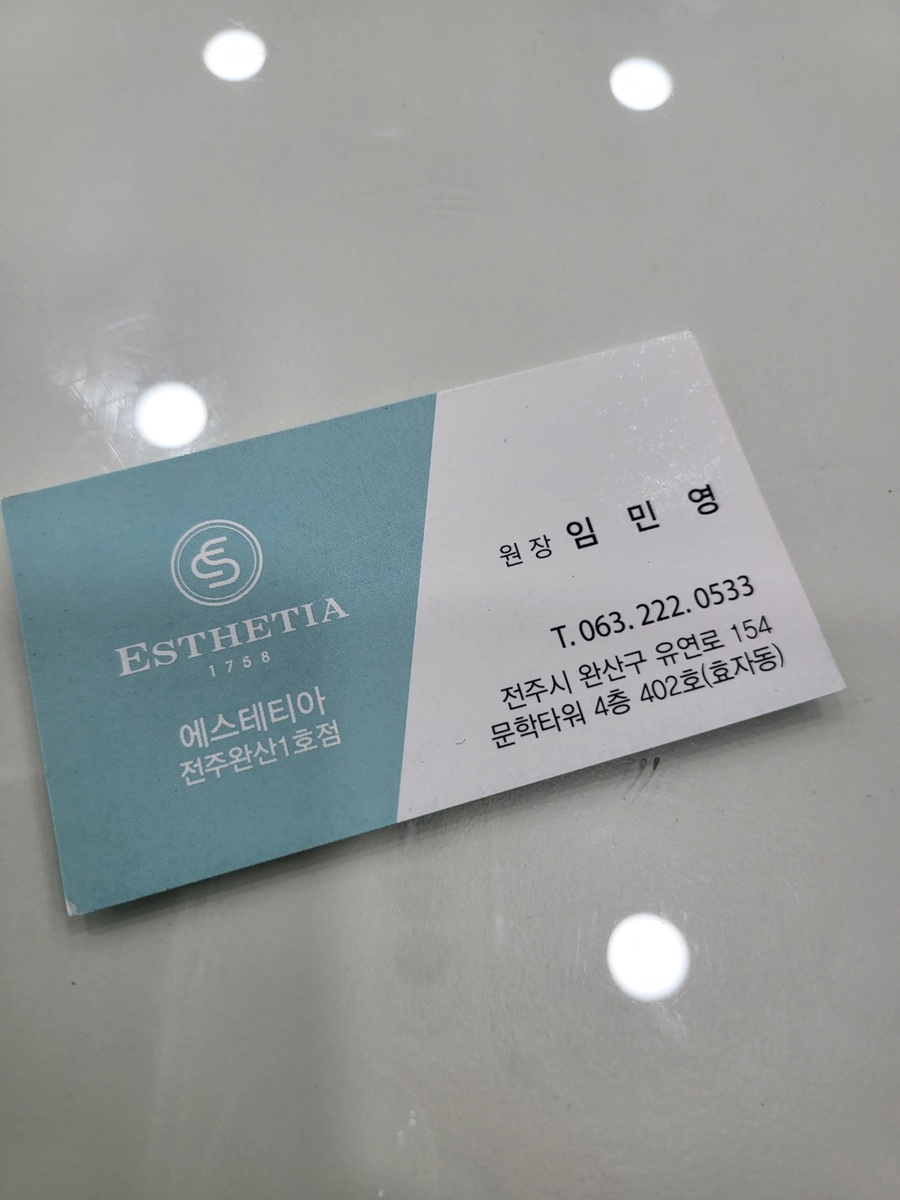 ES
ESTHETIA
1758
에스테티아
전주완산1호점
원장 임 민 영
T. 063. 222. 0533
전주시 완산구 유연로 154
문학타워 4층 402호(효자동)